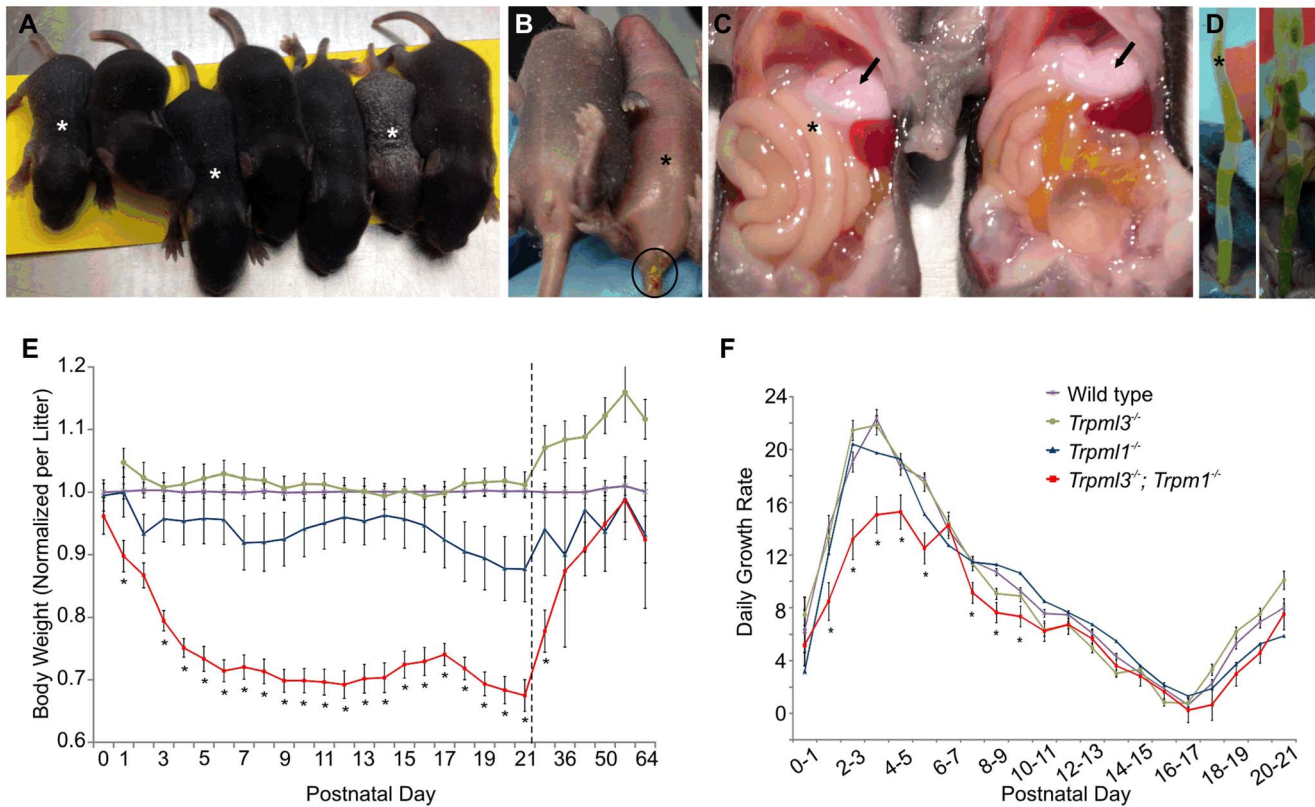 A
*
*
*
B
*
C
*
D
*
E
Body Weight (Normalized per Litter)
1.2
1.1
1.0
0.9
0.8
0.7
0.6
* * * * * * * * * * * * * * * * * * * * *
0 1 3 5 7 9 11 13 15 17 19 21 36 50 64
Postnatal Day
F
Daily Growth Rate
24
20
16
12
8
4
0
Wild type
Trpml3-/-
Trpml1-/-
Trpml3-/-; Trpm1-/-
* * * * * * * *
0-1 2-3 4-5 6-7 8-9 10-11 12-13 14-15 16-17 18-19 20-21
Postnatal Day